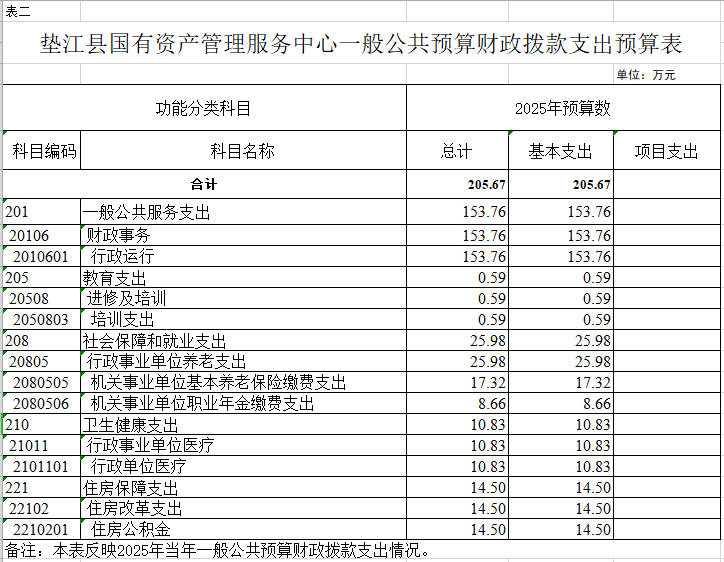 表二
垫江县国有资产管理服务中心一般公共预算财政拨款支出预算表
单位：万元
功能分类科目 2025年预算数
科目编码 科目名称 总计 基本支出 项目支出
合计 205.67 205.67
201 一般公共服务支出 153.76 153.76
20106 财政事务 153.76 153.76
2010601 行政运行 153.76 153.76
205 教育支出 0.59 0.59
20508 进修及培训 0.59 0.59
2050803 培训支出 0.59 0.59
208 社会保障和就业支出 25.98 25.98
20805 行政事业单位养老支出 25.98 25.98
2080505 机关事业单位基本养老保险缴费支出 17.32 17.32
2080506 机关事业单位职业年金缴费支出 8.66 8.66
210 卫生健康支出 10.83 10.83
21011 行政事业单位医疗 10.83 10.83
2101101 行政单位医疗 10.83 10.83
221 住房保障支出 14.50 14.50
22102 住房改革支出 14.50 14.50
2210201 住房公积金 14.50 14.50
备注：本表反映2025年当年一般公共预算财政拨款支出情况。